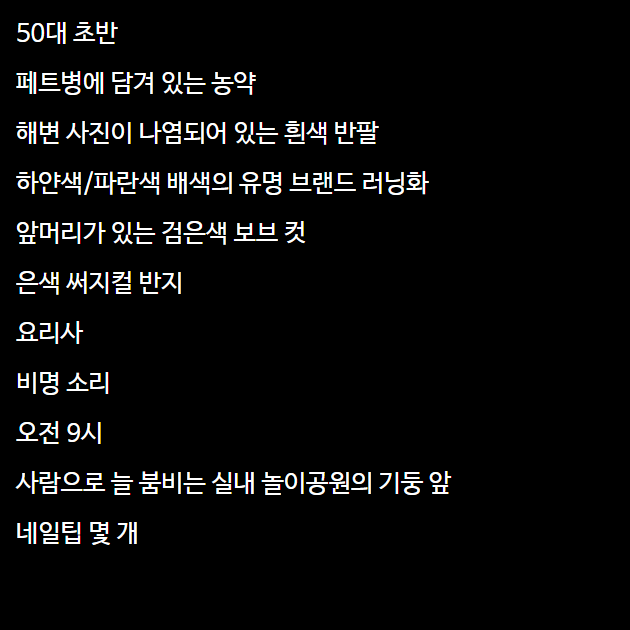 50대 초반
페트병에 담겨 있는 농약
해변 사진이 나염되어 있는 흰색 반팔
하얀색/파란색 배색의 유명 브랜드 러닝화
앞머리가 있는 검은색 보브 컷
은색 써지컬 반지
요리사
비명 소리
오전 9시
사람으로 늘 붐비는 실내 놀이공원의 기둥 앞
네일팁 몇 개